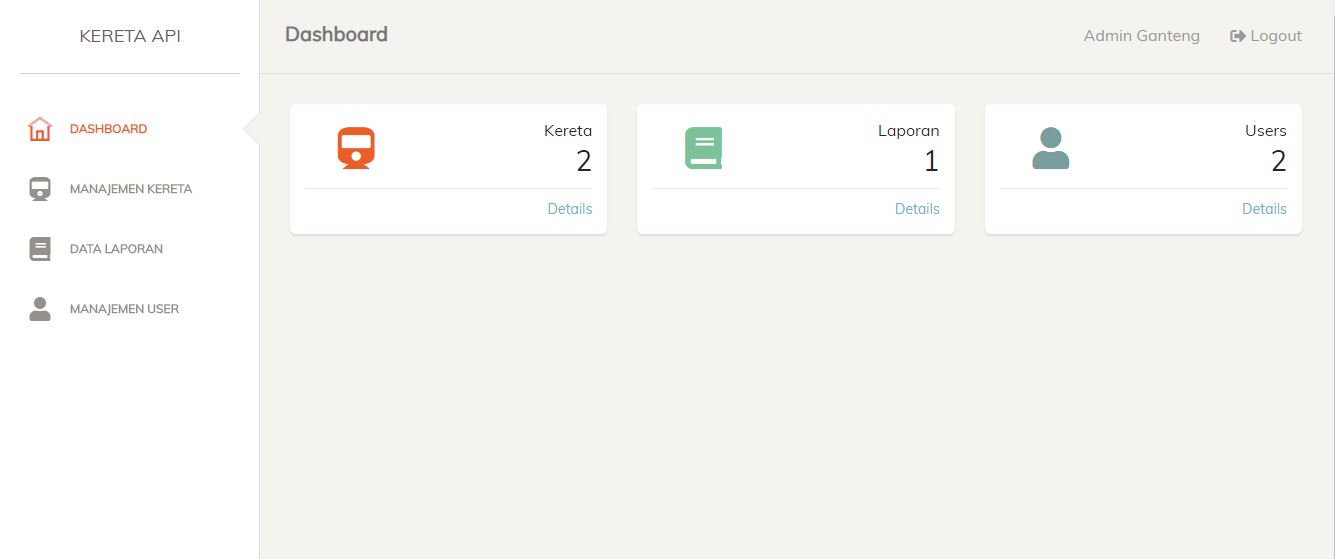 KERETA API
DASHBOARD
MANAJEMEN KERETA
DATA LAPORAN
MANAJEMEN USER
Dashboard
Admin Ganteng
Logout
Kereta
2
Details
Laporan
1
Details
Users
2
Details